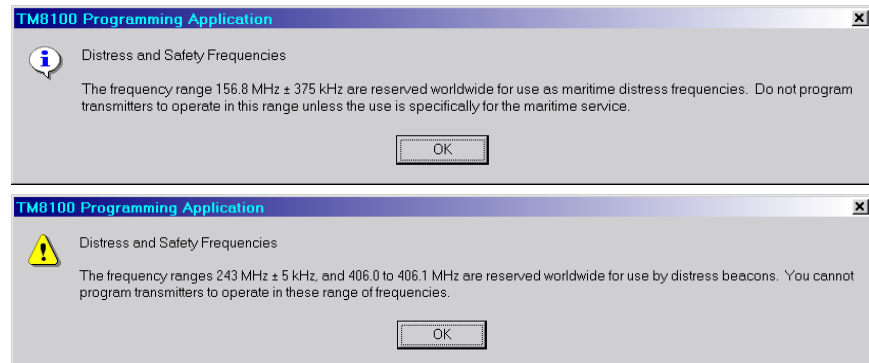 TM8100 Programming Application
Distress and Safety Frequencies
The frequency range 156.8 MHz ± 375 kHz are reserved worldwide for use as maritime distress frequencies. Do not program
transmitters to operate in this range unless the use is specifically for the maritime service.
OK
TM8100 Programming Application
Distress and Safety Frequencies
The frequency ranges 243 MHz ± 5 kHz, and 406.0 to 406.1 MHz are reserved worldwide for use by distress beacons. You cannot
program transmitters to operate in these range of frequencies.
OK